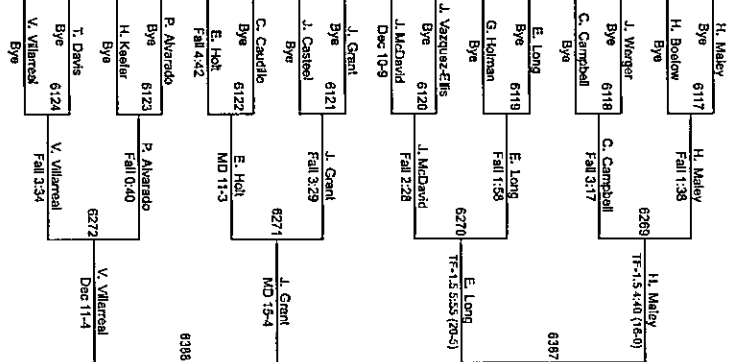 H. Maley
Bye
H. Boelow
Bye
6117
H. Maley
Fall 1:38
J. Worger
Bye
C. Campbell
Bye
6118
C. Campbell
Fall 3:17
6269
H. Maley
TF-1.5 4:40 (16-0)
E. Long
Bye
G. Holman
Bye
6119
E. Long
Fall 1:58
J. Vazquez-Ellis
J. McDavid
Dec 10-9
6120
J. McDavid
Fall 2:28
6270
E. Long
TF-1.5 5:55 (20-5)
6387
J. Grant
Bye
J. Casteel
Bye
6121
J. Grant
Fall 3:29
C. Caudillo
Bye
E. Holt
Fall 4:42
6122
E. Holt
MD 11-3
6271
J. Grant
MD 15-4
P. Alvarado
Bye
H. Keefer
Bye
6123
P. Alvarado
Fall 0:40
T. Davis
Bye
V. Villarreal
Bye
6124
V. Villarreal
Fall 3:34
6272
V. Villarreal
Dec 11-4
6388